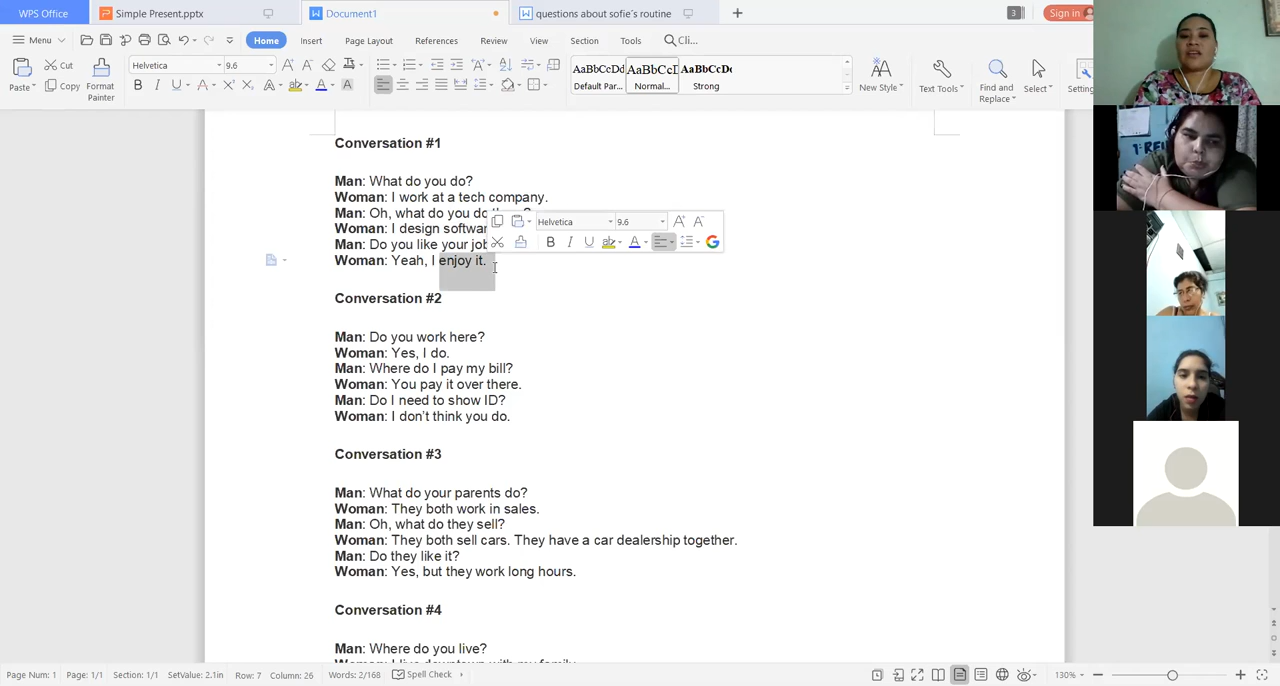 WPS Office
Simple Present.pptx
Document1
questions about sofie´s routine
3
Sign in
Menu
Home
Insert
Page Layout
References
Review
View
Section
Tools
Cli...
Paste
Cut
Copy
Format
Painter
Helvetica
9.6
AaBbCcDd
AaBbCcI
AaBbCcDd
Default Par...
Normal...
Strong
New Style
Text Tools
Find and
Replace
Select
Conversation #1
Man: What do you do?
Woman: I work at a tech company.
Man: Oh, what do you do
Woman: I design softwar
Man: Do you like your job
Woman: Yeah, I enjoy it.
Helvetica
9.6
Conversation #2
Man: Do you work here?
Woman: Yes, I do.
Man: Where do I pay my bill?
Woman: You pay it over there.
Man: Do I need to show ID?
Woman: I don't think you do.
Conversation #3
Man: What do your parents do?
Woman: They both work in sales.
Man: Oh, what do they sell?
Woman: They both sell cars. They have a car dealership together.
Man: Do they like it?
Woman: Yes, but they work long hours.
Conversation #4
Man: Where do you live?
Woman: I live downtown with my family
Page Num: 1 Page: 1/1 Section: 1/1 SetValue: 2.1in Row: 7 Column: 26 Words: 2/168 Spell Check
130%